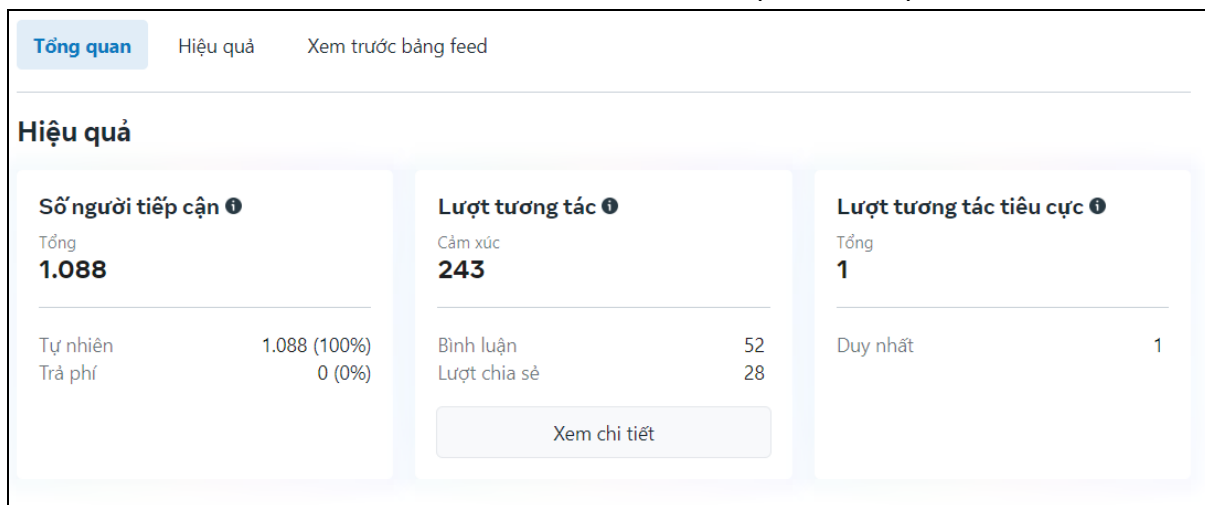 Tổng quan Hiệu quả Xem trước bảng feed
Hiệu quả
Số người tiếp cận
Tổng
1.088
Tự nhiên 1.088 (100%)
Trả phí 0 (0%)
Lượt tương tác
Cảm xúc
243
Bình luận 52
Lượt chia sẻ 28
Xem chi tiết
Lượt tương tác tiêu cực
Tổng
1
Duy nhất 1